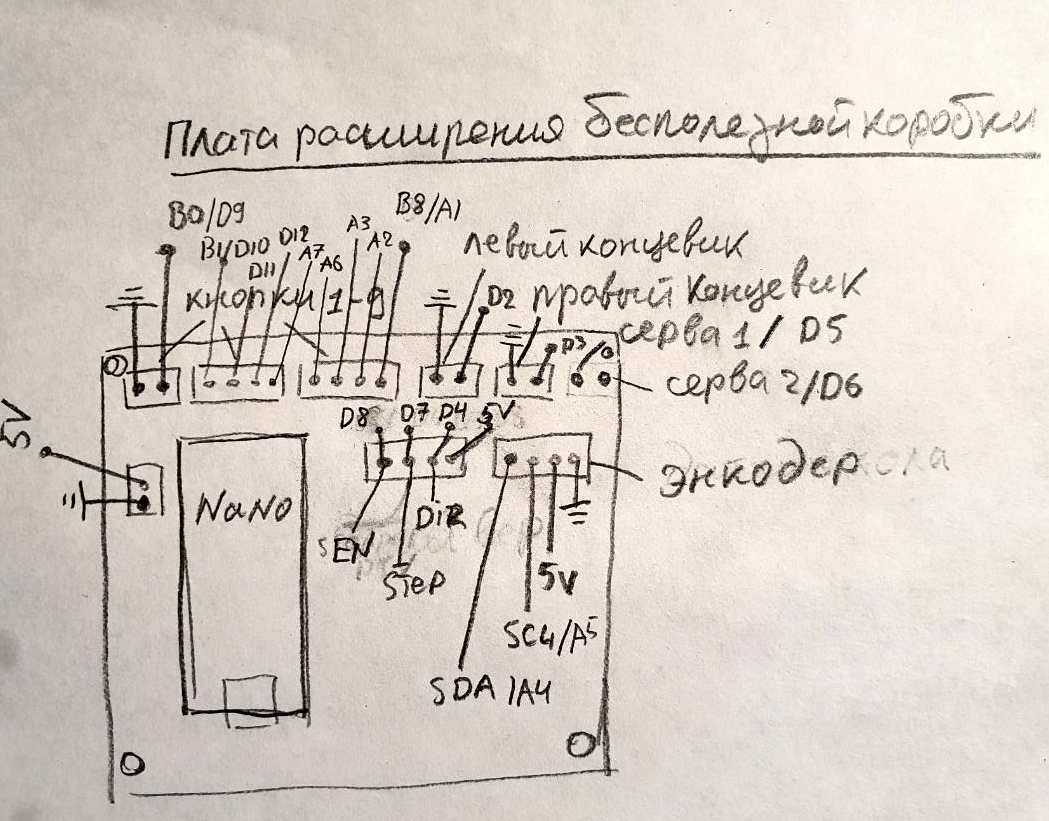 Плата расширения бесполезной коробки
B0/D9
B1/D10
D11
D12
A7
A6
A3
A2
B8/A1
кнопки 1-9
левый концевик
D2
правый концевик
D3
серва 1 / D5
серва 2/D6
5V
NANO
D8 D7 D4 5V
EN
STEP
DIR
Энкодер
5V
SCL/A5
SDA/A4